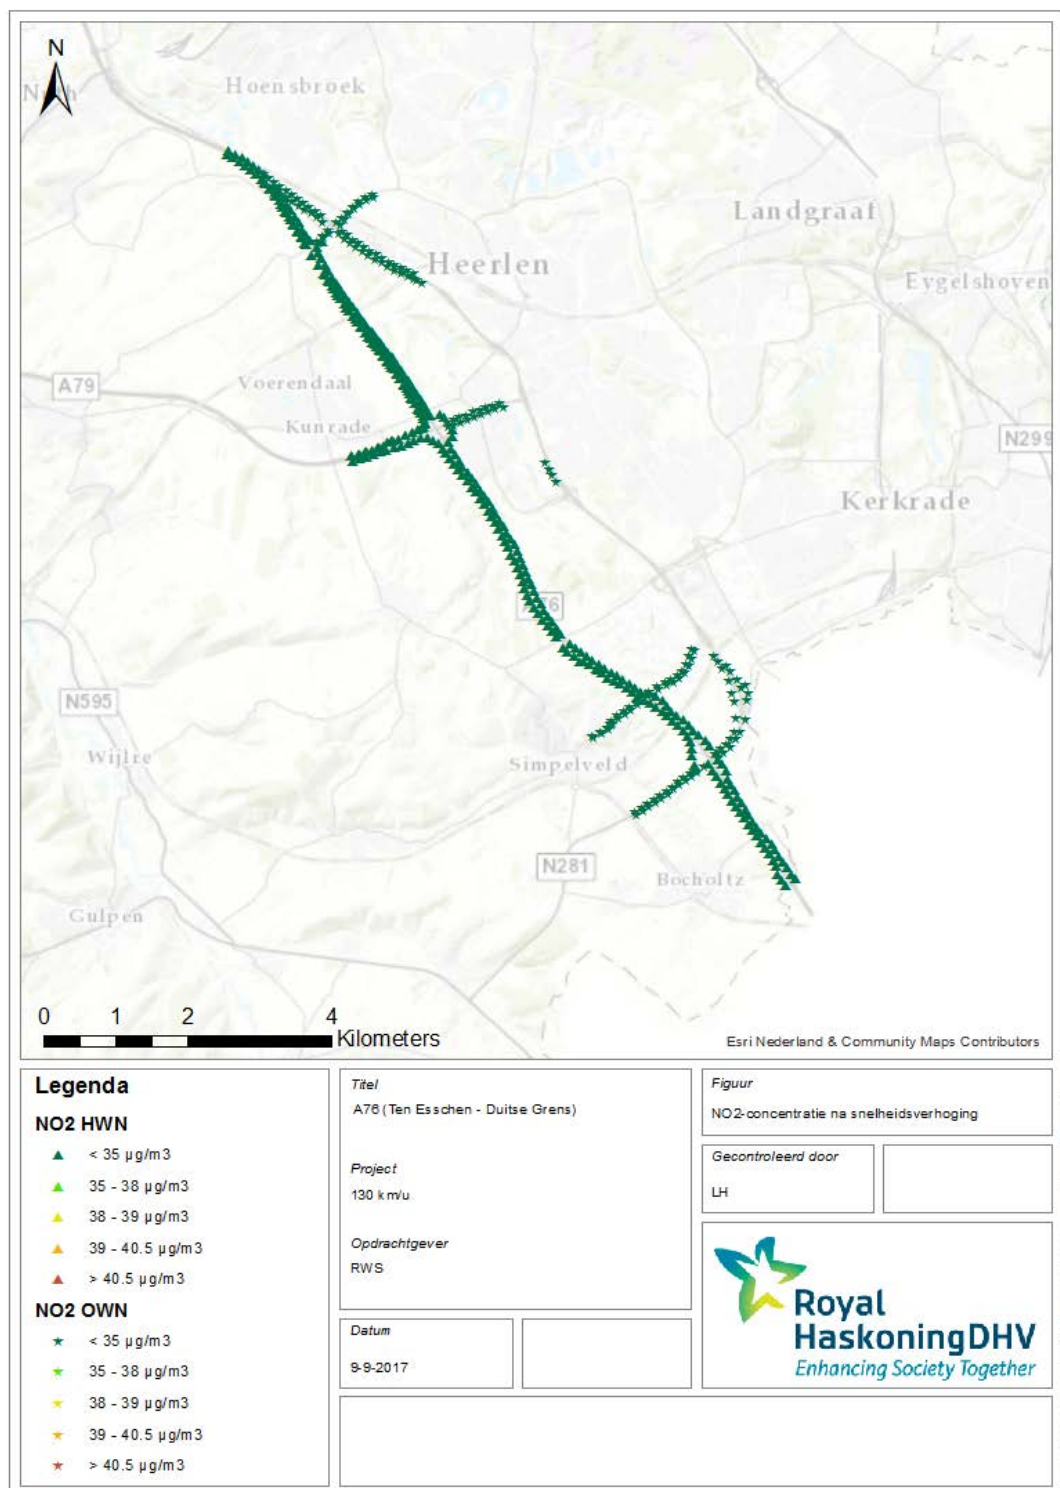 N
Hoensbroek
Nuth
Landgraaf
Heerlen
Eygelshoven
A79
Voerendaal
Kunrade
N299
Kerkrade
A76
N595
Wijlre
Simpelveld
N281
Bocholtz
Gulpen
0 1 2 4
Kilometers
Esri Nederland & Community Maps Contributors
Legenda
NO2 HWN
< 35 µg/m3
35 - 38 µg/m3
38 - 39 µg/m3
39 - 40.5 µg/m3
> 40.5 µg/m3
NO2 OWN
< 35 µg/m3
35 - 38 µg/m3
38 - 39 µg/m3
39 - 40.5 µg/m3
> 40.5 µg/m3
Titel
A76 (Ten Esschen - Duitse Grens)
Project
130 km/u
Opdrachtgever
RWS
Datum
9-9-2017
Figuur
NO2-concentratie na snelheidsverhoging
Gecontroleerd door
LH
Royal
HaskoningDHV
Enhancing Society Together